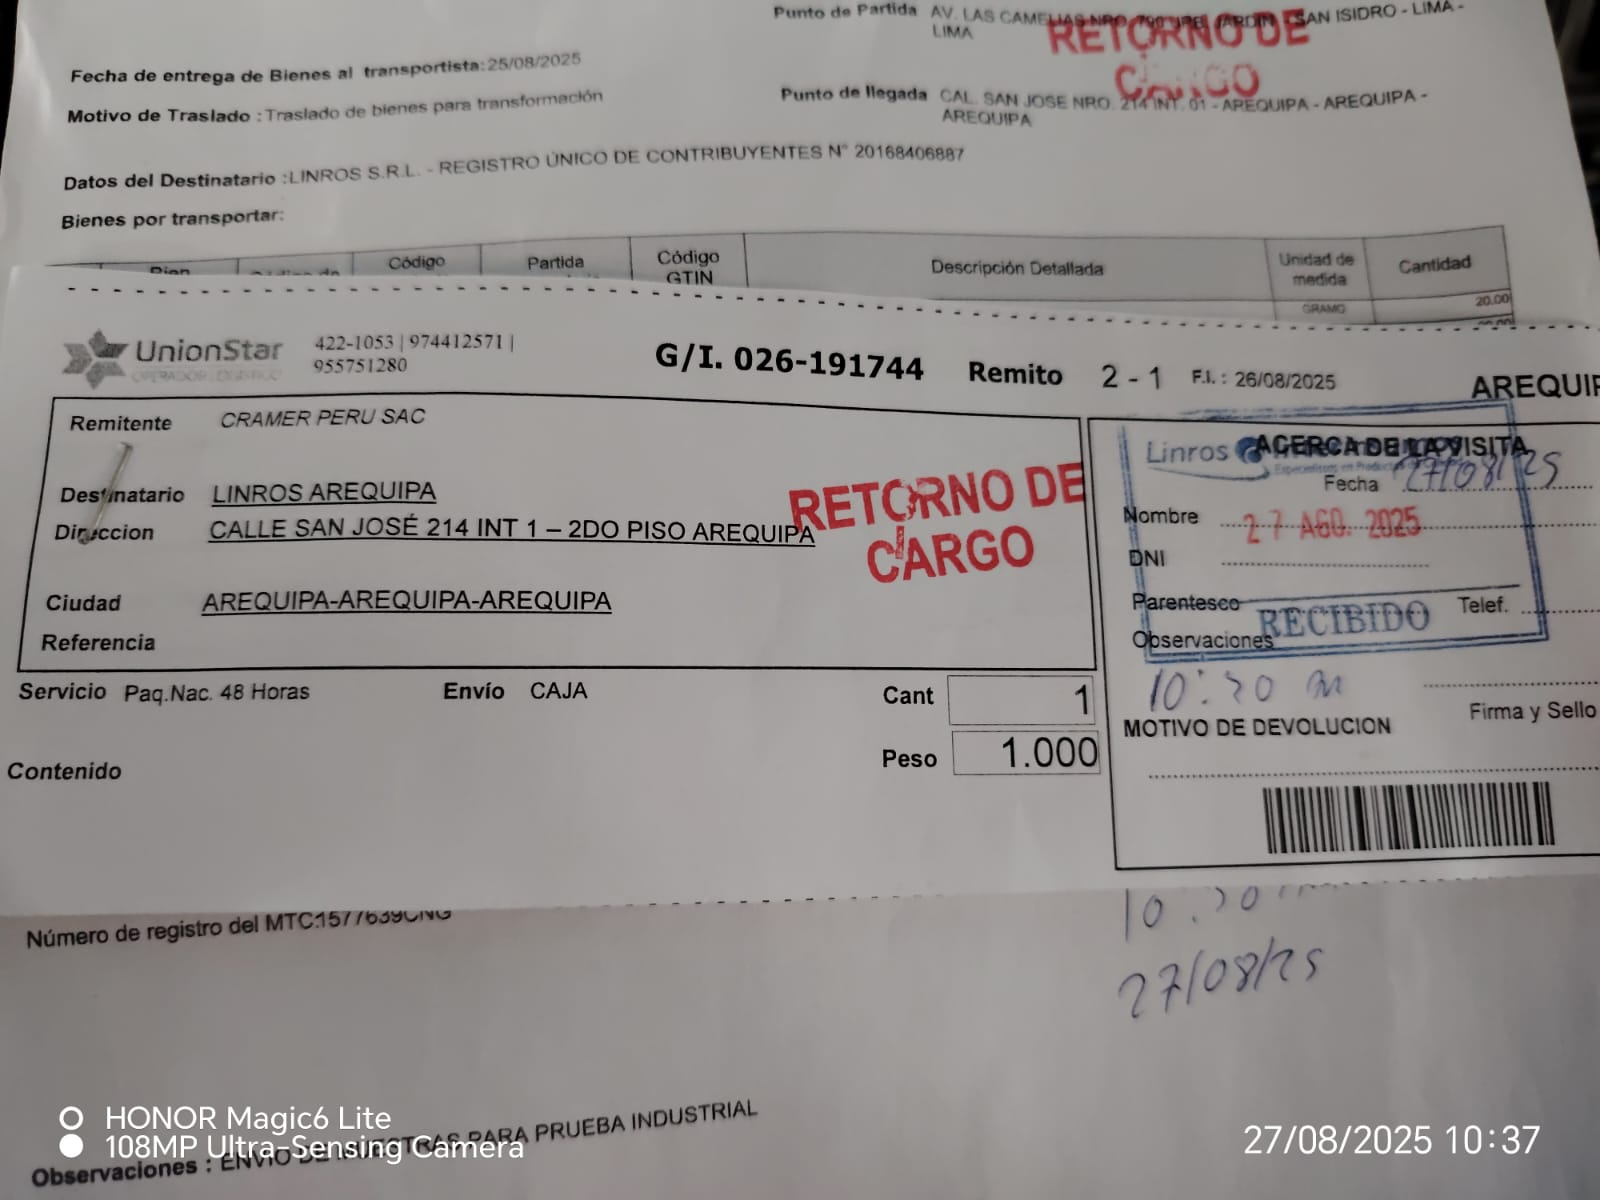 Punto de Partida AV. LAS CAMELIAS NRO. 790 JARDIN - SAN ISIDRO - LIMA -
LIMA
RETORNO DE
CARGO
Fecha de entrega de Bienes al transportista:25/08/2025
Motivo de Traslado : Traslado de bienes para transformación
Punto de llegada CAL. SAN JOSE NRO. 214 INT. 01 - AREQUIPA - AREQUIPA -
AREQUIPA
Datos del Destinatario :LINROS S.R.L. - REGISTRO ÚNICO DE CONTRIBUYENTES N° 20168406887
Bienes por transportar:
Bien Código Partida Código GTIN Descripción Detallada Unidad de medida Cantidad
GRAMO 20.00
UnionStar
OPERADOR LOGISTICO
422-1053 | 974412571 |
955751280
G/I. 026-191744 Remito 2 - 1 F.I. : 26/08/2025
Remitente CRAMER PERU SAC
Destinatario LINROS AREQUIPA
Direccion CALLE SAN JOSÉ 214 INT 1 – 2DO PISO AREQUIPA
RETORNO DE
CARGO
Ciudad AREQUIPA-AREQUIPA-AREQUIPA
Referencia
Servicio Paq.Nac. 48 Horas Envío CAJA
Cant 1
Peso 1.000
Contenido
ACERCA DE LA VISITA
Linros
Fecha 27/08/25
Nombre
27 AGO. 2025
DNI
Parentesco Telef.
RECIBIDO
Observaciones
10:20 am
Firma y Sello
MOTIVO DE DEVOLUCION
Número de registro del MTC:1577639CNG
27/08/25
Observaciones : ENVIO DE MUESTRAS PARA PRUEBA INDUSTRIAL
HONOR Magic6 Lite
108MP Ultra-Sensing Camera
27/08/2025 10:37